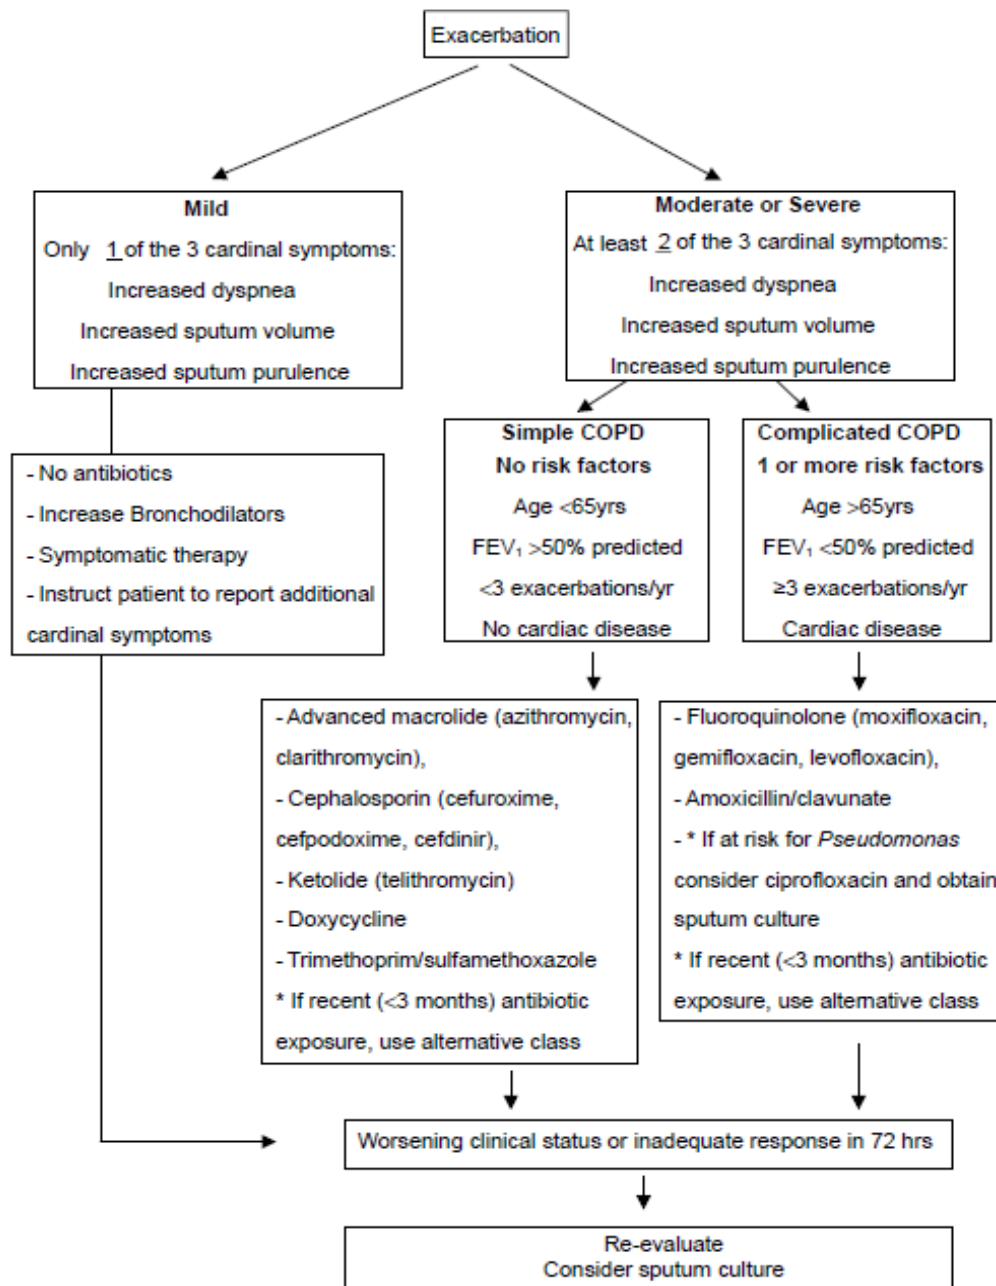 Exacerbation
Mild
Only 1 of the 3 cardinal symptoms:
Increased dyspnea
Increased sputum volume
Increased sputum purulence
Moderate or Severe
At least 2 of the 3 cardinal symptoms:
Increased dyspnea
Increased sputum volume
Increased sputum purulence
- No antibiotics
- Increase Bronchodilators
- Symptomatic therapy
- Instruct patient to report additional
cardinal symptoms
Simple COPD
No risk factors
Age <65yrs
FEV₁ >50% predicted
<3 exacerbations/yr
No cardiac disease
Complicated COPD
1 or more risk factors
Age >65yrs
FEV₁ <50% predicted
≥3 exacerbations/yr
Cardiac disease
- Advanced macrolide (azithromycin,
clarithromycin),
- Cephalosporin (cefuroxime,
cefpodoxime, cefdinir),
- Ketolide (telithromycin)
- Doxycycline
- Trimethoprim/sulfamethoxazole
* If recent (<3 months) antibiotic
exposure, use alternative class
- Fluoroquinolone (moxifloxacin,
gemifloxacin, levofloxacin),
- Amoxicillin/clavunate
- * If at risk for Pseudomonas
consider ciprofloxacin and obtain
sputum culture
* If recent (<3 months) antibiotic
exposure, use alternative class
Worsening clinical status or inadequate response in 72 hrs
Re-evaluate
Consider sputum culture